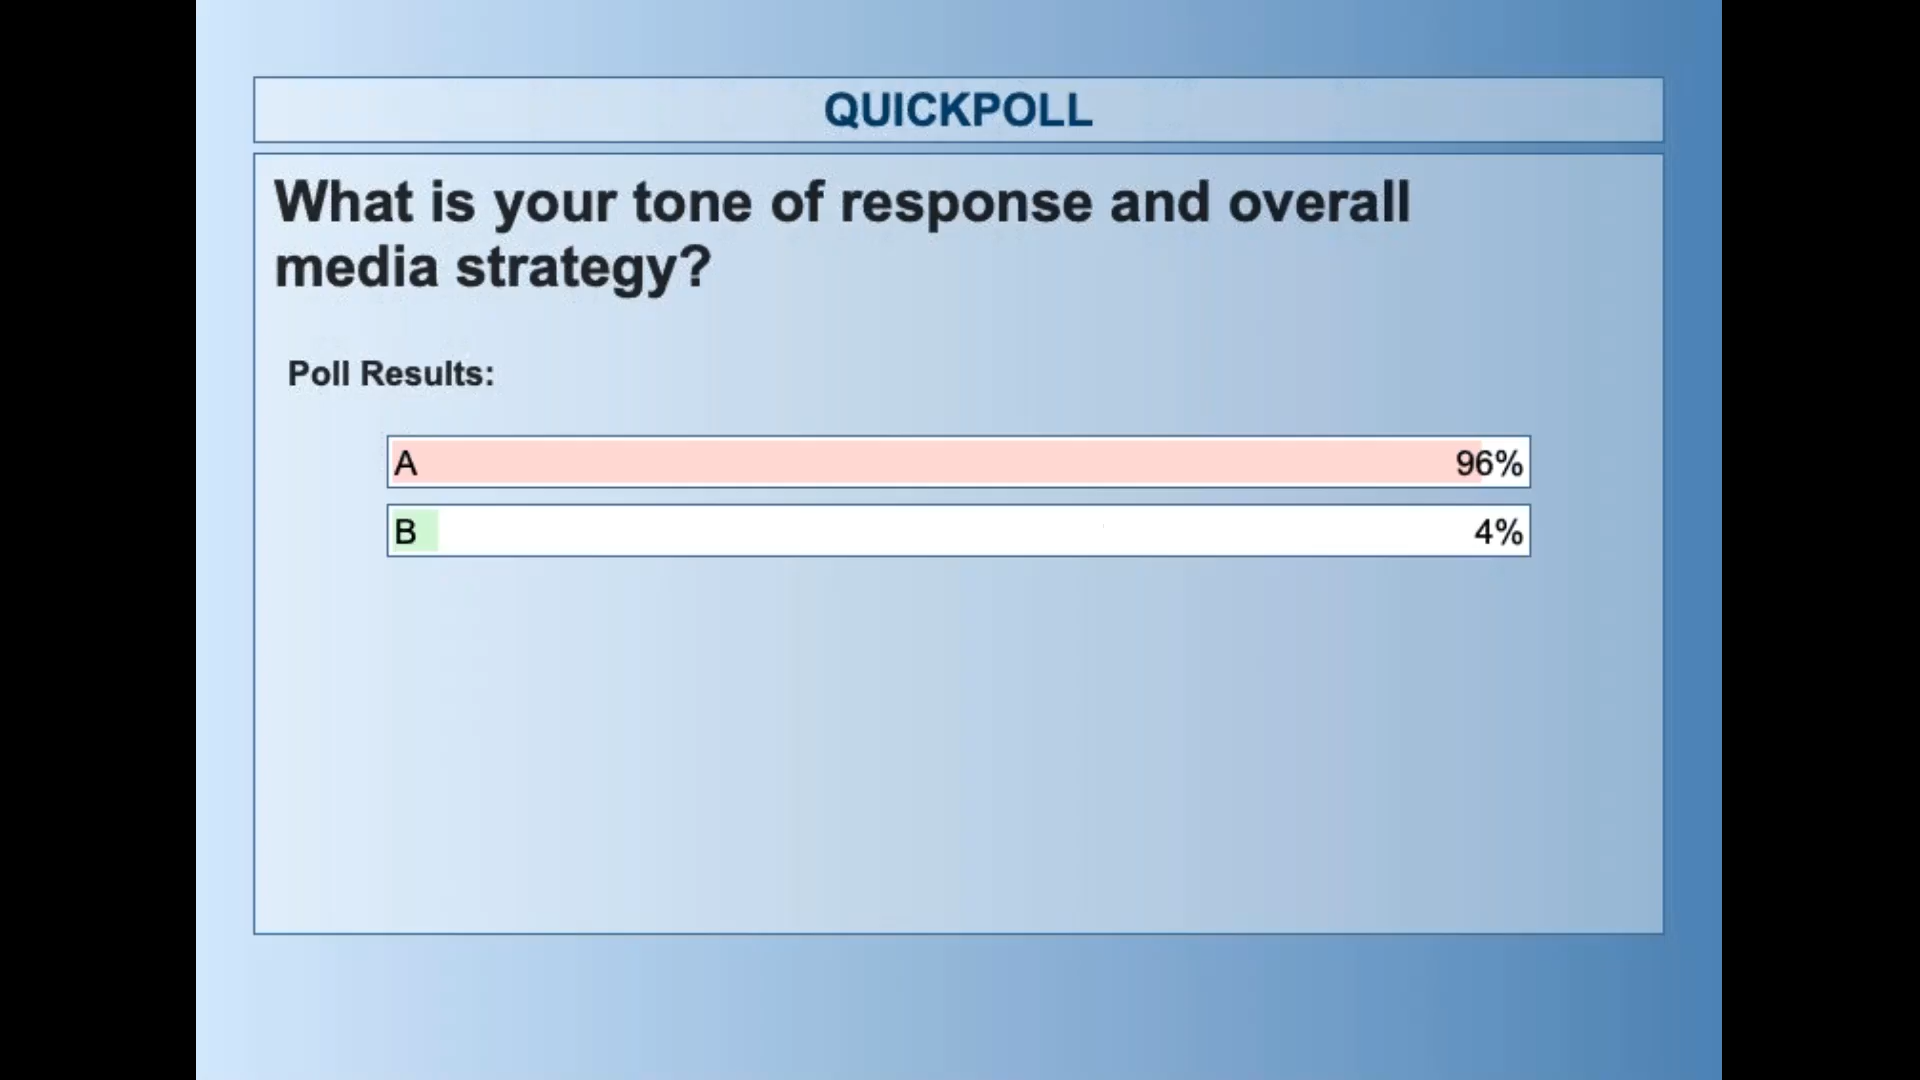 QUICKPOLL
What is your tone of response and overall
media strategy?
Poll Results:
A 96%
B 4%